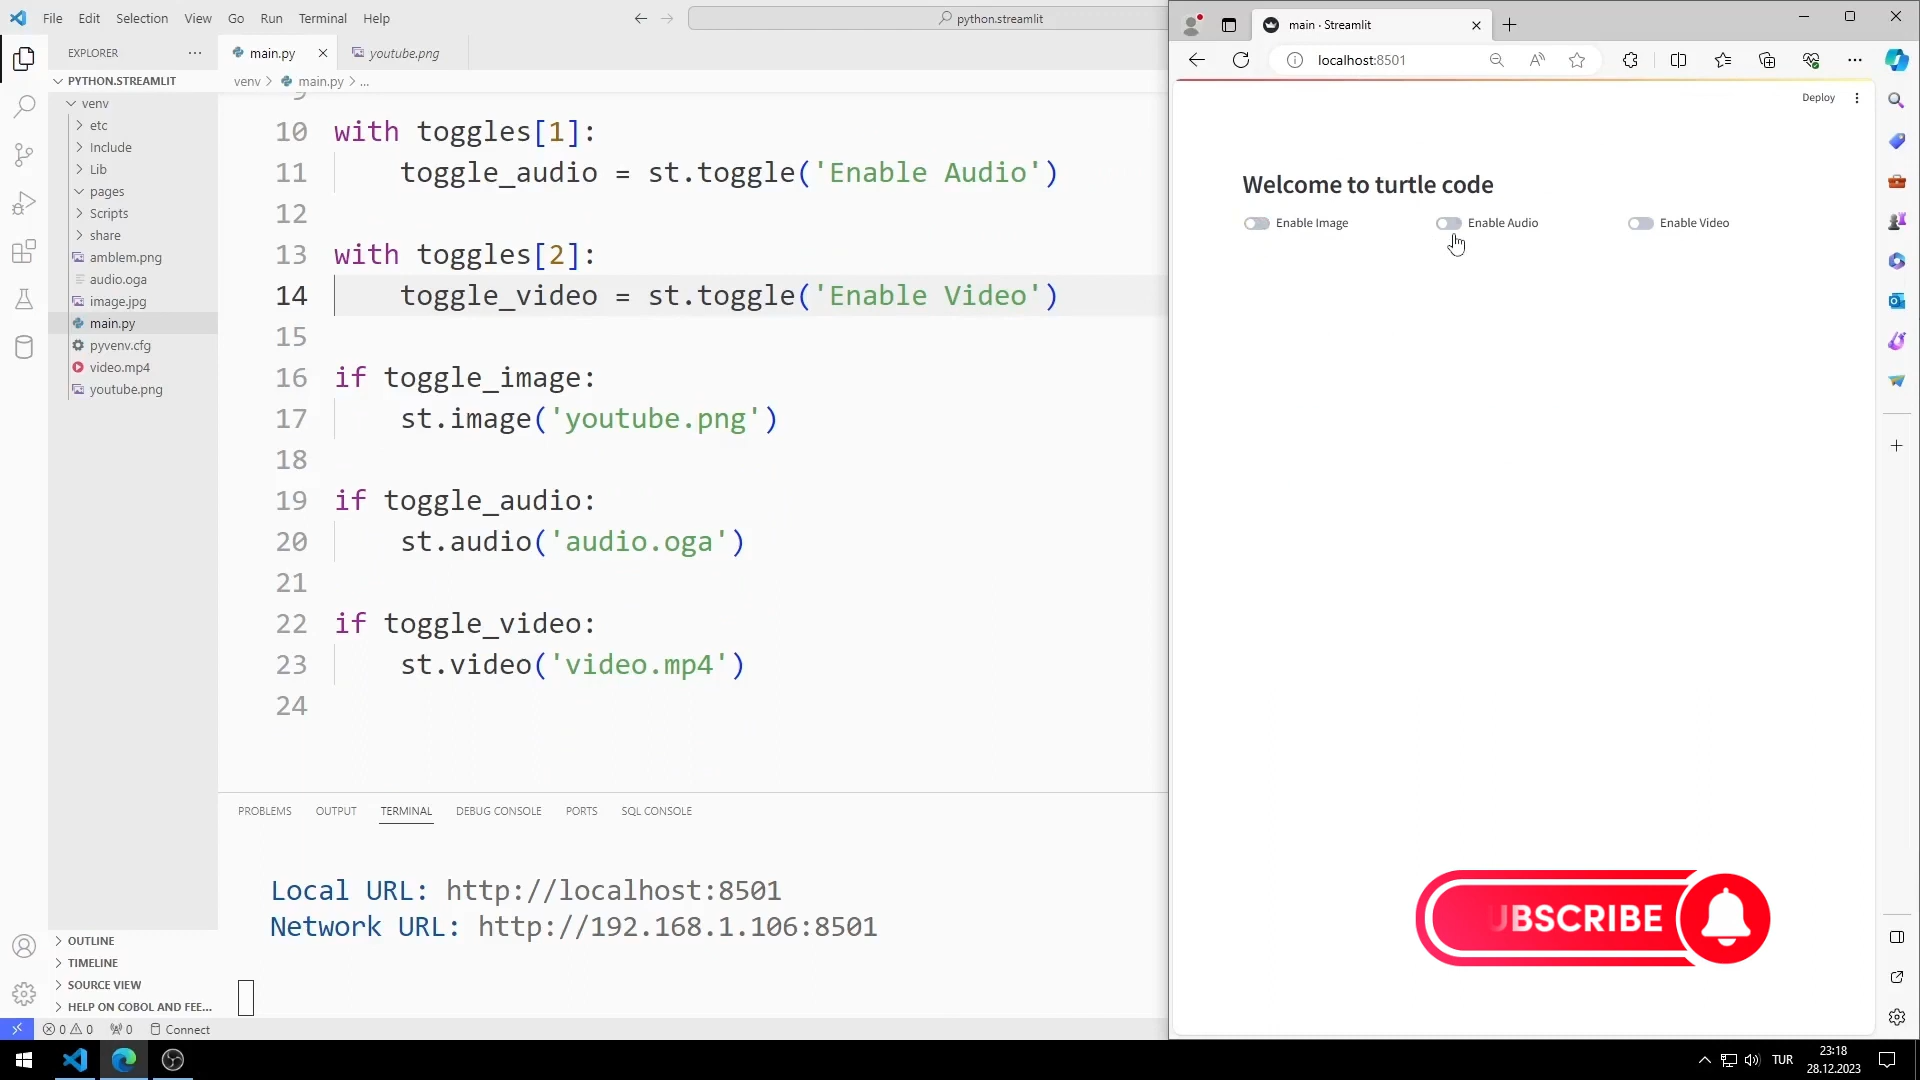 File Edit Selection View Go Run Terminal Help
python.streamlit
EXPLORER
PYTHON.STREAMLIT
venv
etc
Include
Lib
pages
Scripts
share
amblem.png
audio.oga
image.jpg
main.py
pyvenv.cfg
video.mp4
youtube.png
OUTLINE
TIMELINE
SOURCE VIEW
HELP ON COBOL AND FEE...
main.py
youtube.png
venv > main.py > ...
10 with toggles[1]:
11 toggle_audio = st.toggle('Enable Audio')
12
13 with toggles[2]:
14 toggle_video = st.toggle('Enable Video')
15
16 if toggle_image:
17 st.image('youtube.png')
18
19 if toggle_audio:
20 st.audio('audio.oga')
21
22 if toggle_video:
23 st.video('video.mp4')
24
PROBLEMS OUTPUT TERMINAL DEBUG CONSOLE PORTS SQL CONSOLE
Local URL: http://localhost:8501
Network URL: http://192.168.1.106:8501
0 0 0 Connect
main · Streamlit
localhost:8501
Deploy
Welcome to turtle code
Enable Image Enable Audio Enable Video
UBSCRIBE
TUR
23:18
28.12.2023